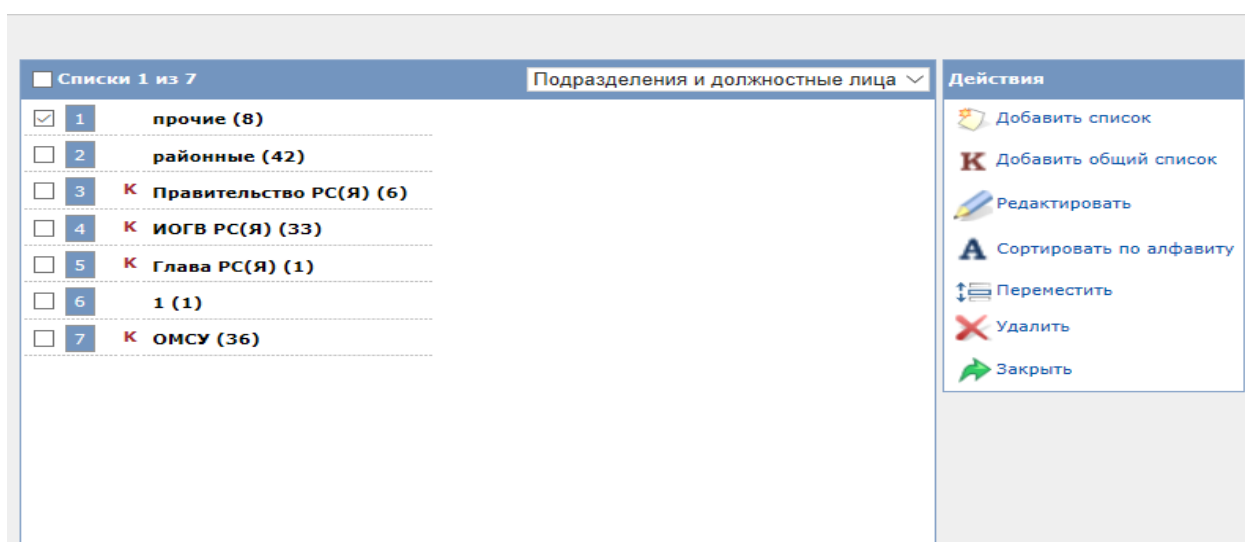 Списки 1 из 7 Подразделения и должностные лица
1 прочие (8)
2 районные (42)
3 К Правительство РС(Я) (6)
4 К ИОГВ РС(Я) (33)
5 К Глава РС(Я) (1)
6 1 (1)
7 К ОМСУ (36)
Действия
Добавить список
К Добавить общий список
Редактировать
А Сортировать по алфавиту
Переместить
Удалить
Закрыть